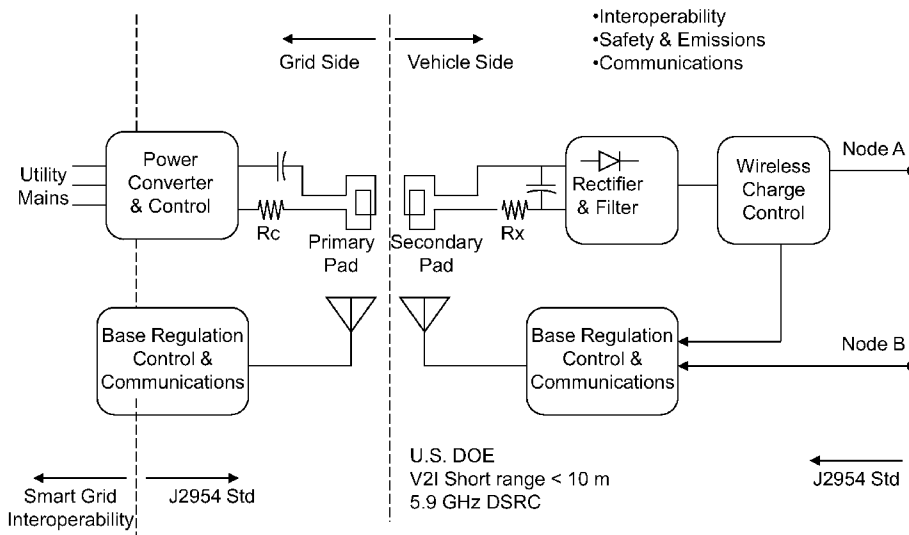 •Interoperability
•Safety & Emissions
•Communications
Grid Side
Vehicle Side
Utility
Mains
Power
Converter
& Control
Rc
Primary
Pad
Secondary
Pad
Rx
Rectifier
& Filter
Wireless
Charge
Control
Node A
Base Regulation
Control &
Communications
Base Regulation
Control &
Communications
Node B
Smart Grid
Interoperability
J2954 Std
U.S. DOE
V2I Short range < 10 m
5.9 GHz DSRC
J2954 Std